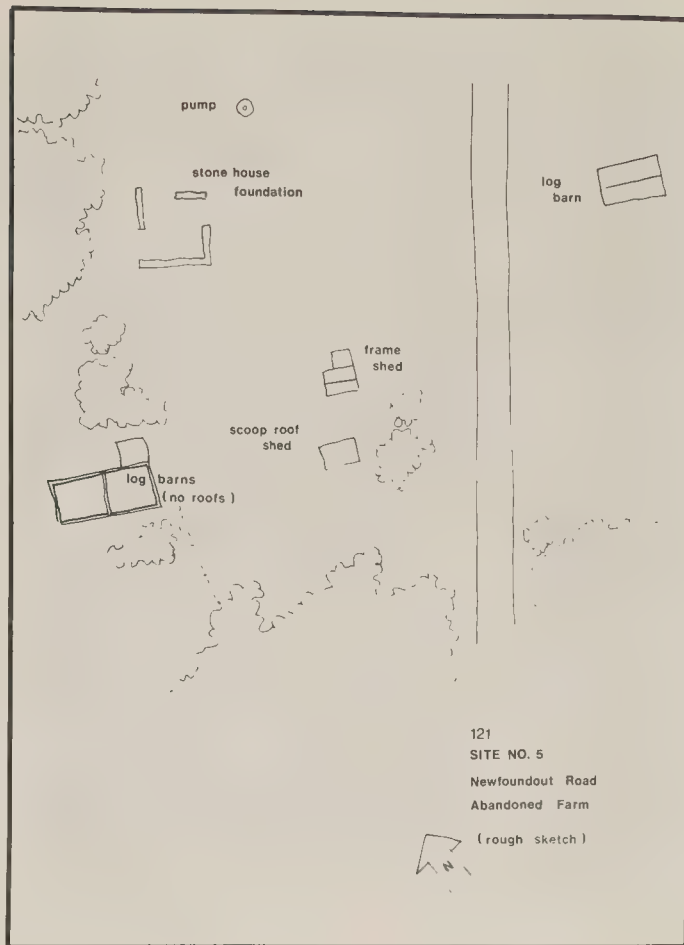 pump
stone house
foundation
log
barn
frame
shed
scoop roof
shed
log barns
(no roofs)
121
SITE NO. 5
Newfoundout Road
Abandoned Farm
(rough sketch)
N